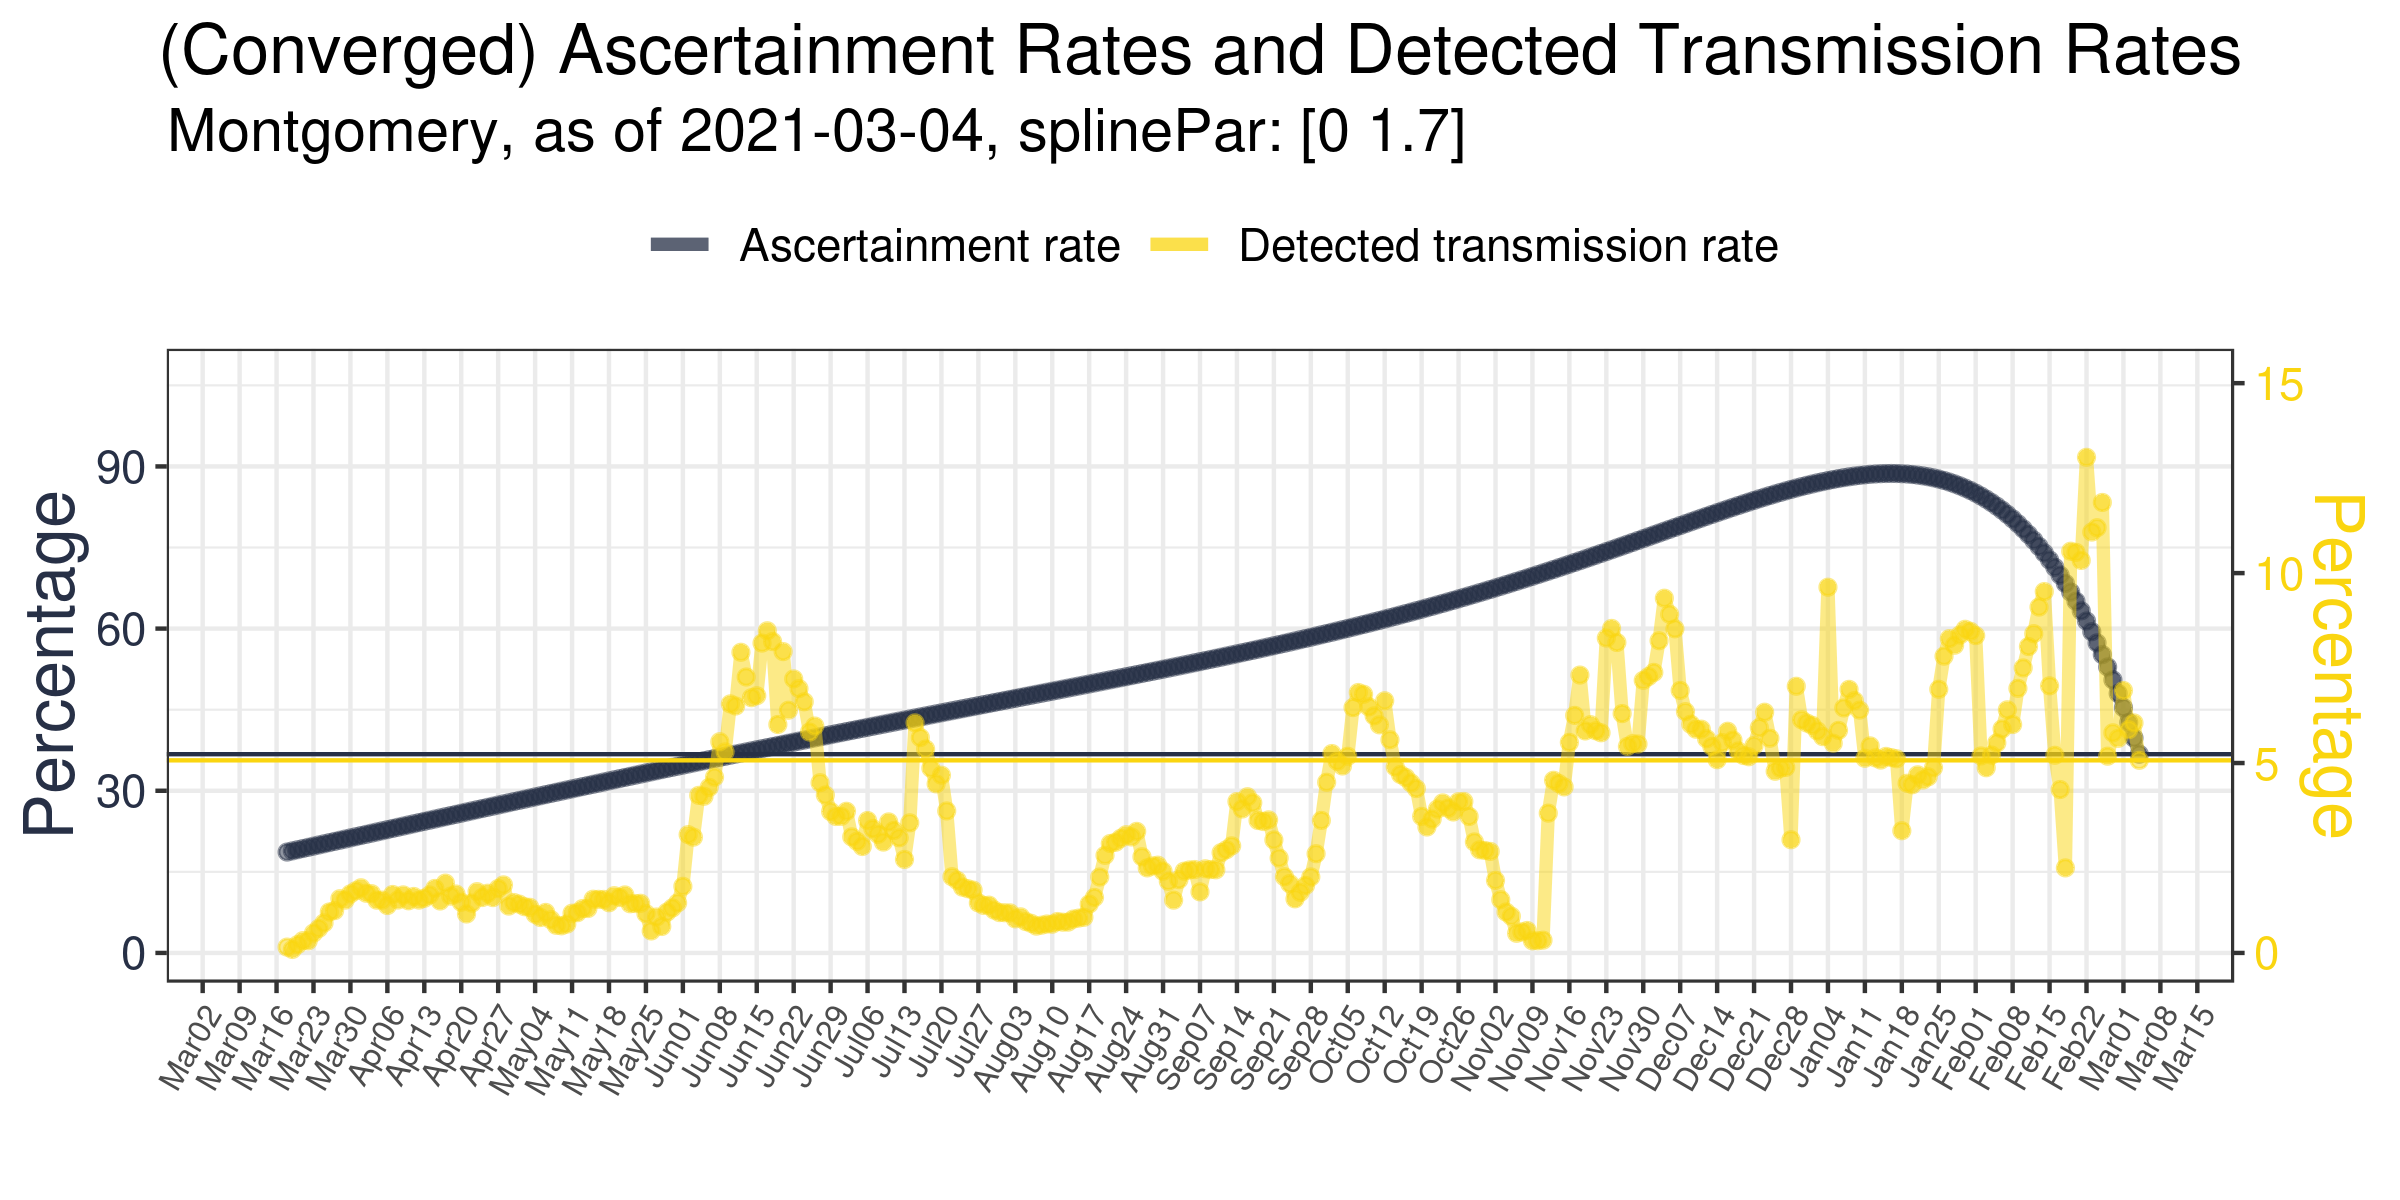 (Converged) Ascertainment Rates and Detected Transmission Rates
Montgomery, as of 2021-03-04, splinePar: [0 1.7]
Ascertainment rate Detected transmission rate
Percentage
90
60
30
0
15
10
5
0
Percentage
Mar02 Mar09 Mar16 Mar23 Mar30 Apr06 Apr13 Apr20 Apr27 May04 May11 May18 May25 Jun01 Jun08 Jun15 Jun22 Jun29 Jul06 Jul13 Jul20 Jul27 Aug03 Aug10 Aug17 Aug24 Aug31 Sep07 Sep14 Sep21 Sep28 Oct05 Oct12 Oct19 Oct26 Nov02 Nov09 Nov16 Nov23 Nov30 Dec07 Dec14 Dec21 Dec28 Jan04 Jan11 Jan18 Jan25 Feb01 Feb08 Feb15 Feb22 Mar01 Mar08 Mar15